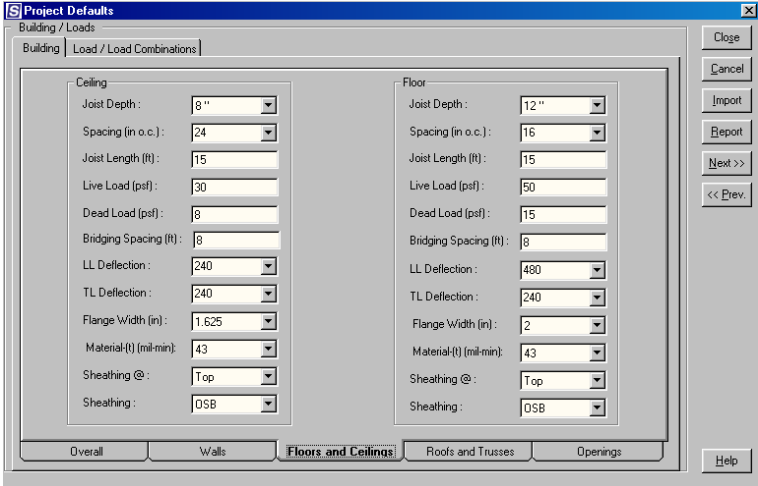 Project Defaults
Building / Loads
Building
Load / Load Combinations
Ceiling
Joist Depth : 8 "
Spacing (in o.c.) : 24
Joist Length (ft) : 15
Live Load (psf) : 30
Dead Load (psf) : 8
Bridging Spacing (ft) : 8
LL Deflection : 240
TL Deflection : 240
Flange Width (in) : 1.625
Material-(t) (mil-min): 43
Sheathing @ : Top
Sheathing : OSB
Floor
Joist Depth : 12 "
Spacing (in o.c.) : 16
Joist Length (ft) : 15
Live Load (psf) : 50
Dead Load (psf) : 15
Bridging Spacing (ft) : 8
LL Deflection : 480
TL Deflection : 240
Flange Width (in) : 2
Material-(t) (mil-min): 43
Sheathing @ : Top
Sheathing : OSB
Overall
Walls
Floors and Ceilings
Roofs and Trusses
Openings
Close
Cancel
Import
Report
Next >>
<< Prev.
Help